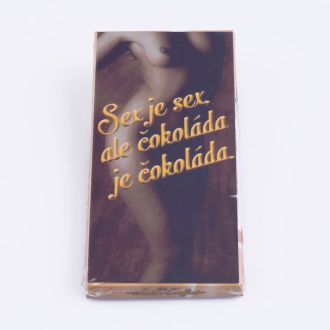 Sex je sex,
ale čokoláda
je čokoláda.